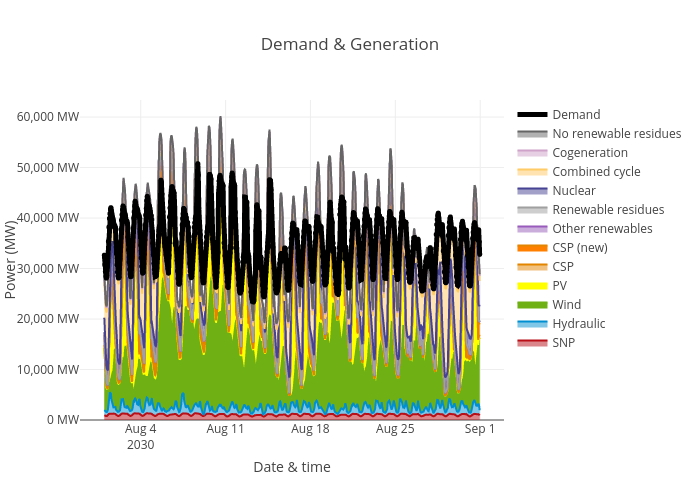 Demand & Generation
60,000 MW
50,000 MW
40,000 MW
30,000 MW
20,000 MW
10,000 MW
0 MW
Power (MW)
Aug 4
2030
Aug 11
Aug 18
Aug 25
Sep 1
Date & time
Demand
No renewable residues
Cogeneration
Combined cycle
Nuclear
Renewable residues
Other renewables
CSP (new)
CSP
PV
Wind
Hydraulic
SNP